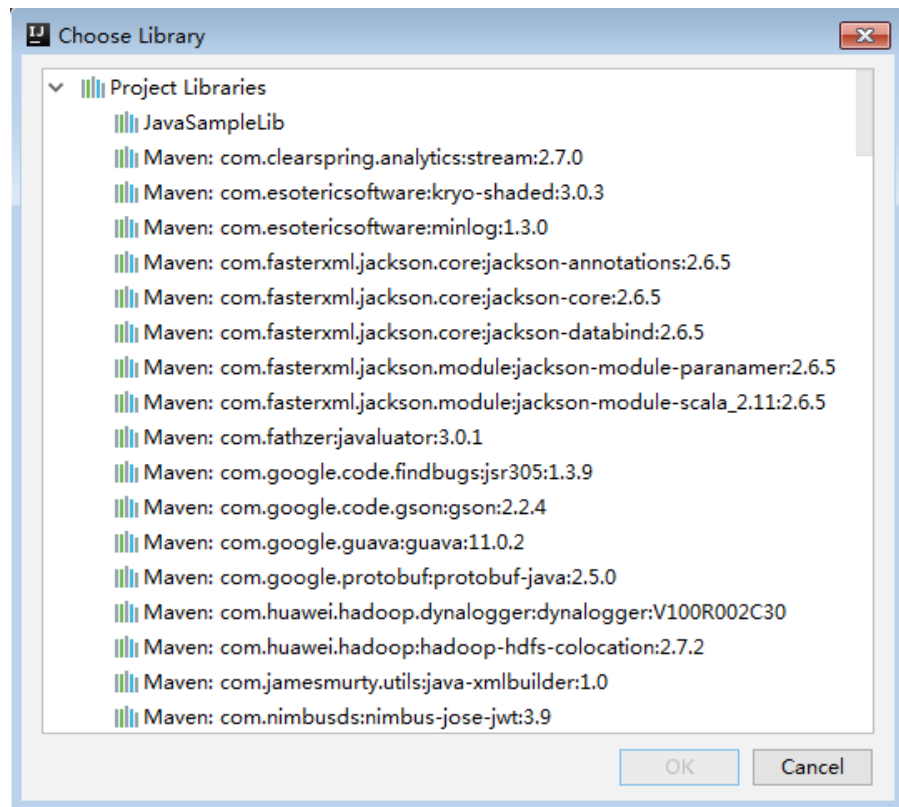 IJ Choose Library
Project Libraries
JavaSampleLib
Maven: com.clearspring.analytics:stream:2.7.0
Maven: com.esotericsoftware:kryo-shaded:3.0.3
Maven: com.esotericsoftware:minlog:1.3.0
Maven: com.fasterxml.jackson.core:jackson-annotations:2.6.5
Maven: com.fasterxml.jackson.core:jackson-core:2.6.5
Maven: com.fasterxml.jackson.core:jackson-databind:2.6.5
Maven: com.fasterxml.jackson.module:jackson-module-paranamer:2.6.5
Maven: com.fasterxml.jackson.module:jackson-module-scala_2.11:2.6.5
Maven: com.fathzer:javaluator:3.0.1
Maven: com.google.code.findbugs:jsr305:1.3.9
Maven: com.google.code.gson:gson:2.2.4
Maven: com.google.guava:guava:11.0.2
Maven: com.google.protobuf:protobuf-java:2.5.0
Maven: com.huawei.hadoop.dynalogger:dynalogger:V100R002C30
Maven: com.huawei.hadoop:hadoop-hdfs-colocation:2.7.2
Maven: com.jamesmurty.utils:java-xmlbuilder:1.0
Maven: com.nimbusds:nimbus-jose-jwt:3.9
OK Cancel